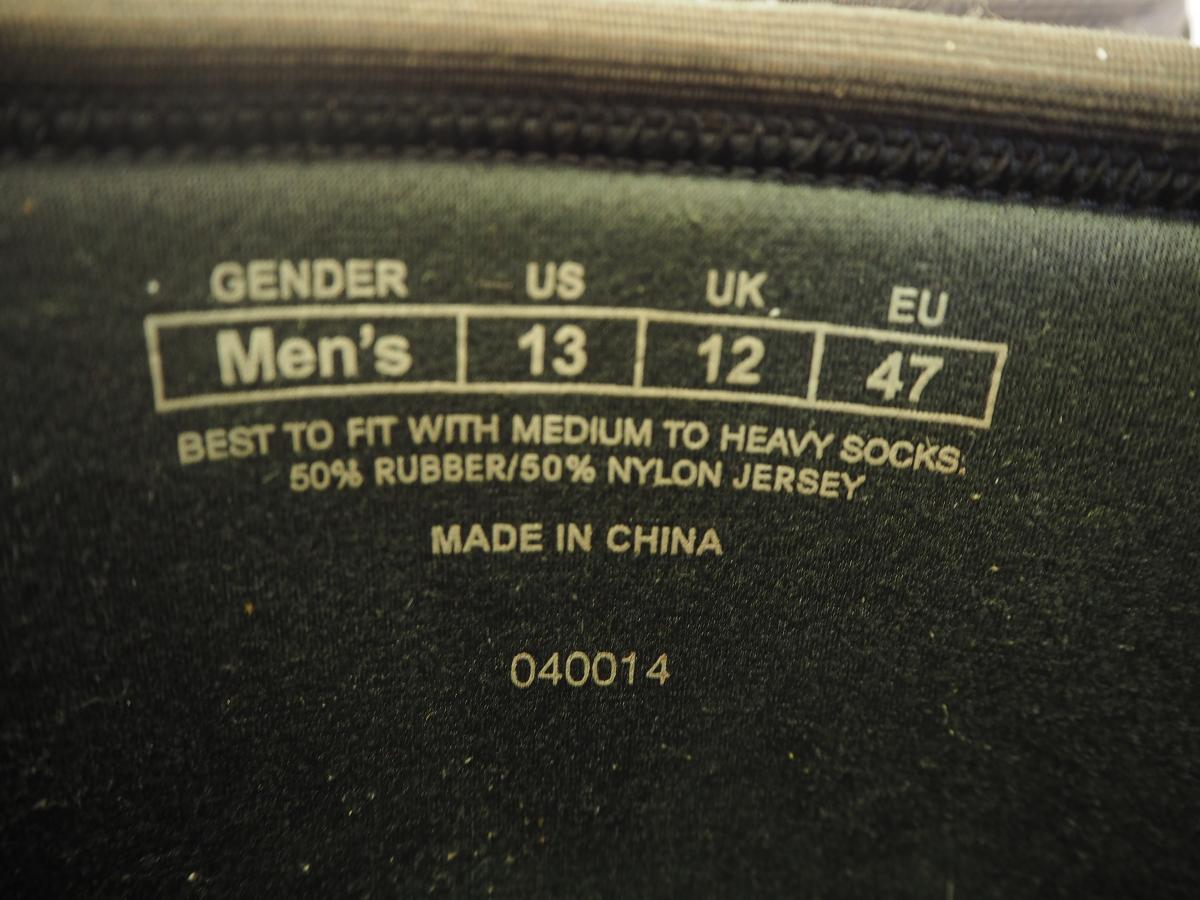 GENDER US UK EU
Men's 13 12 47
BEST TO FIT WITH MEDIUM TO HEAVY SOCKS.
50% RUBBER/50% NYLON JERSEY
MADE IN CHINA
040014